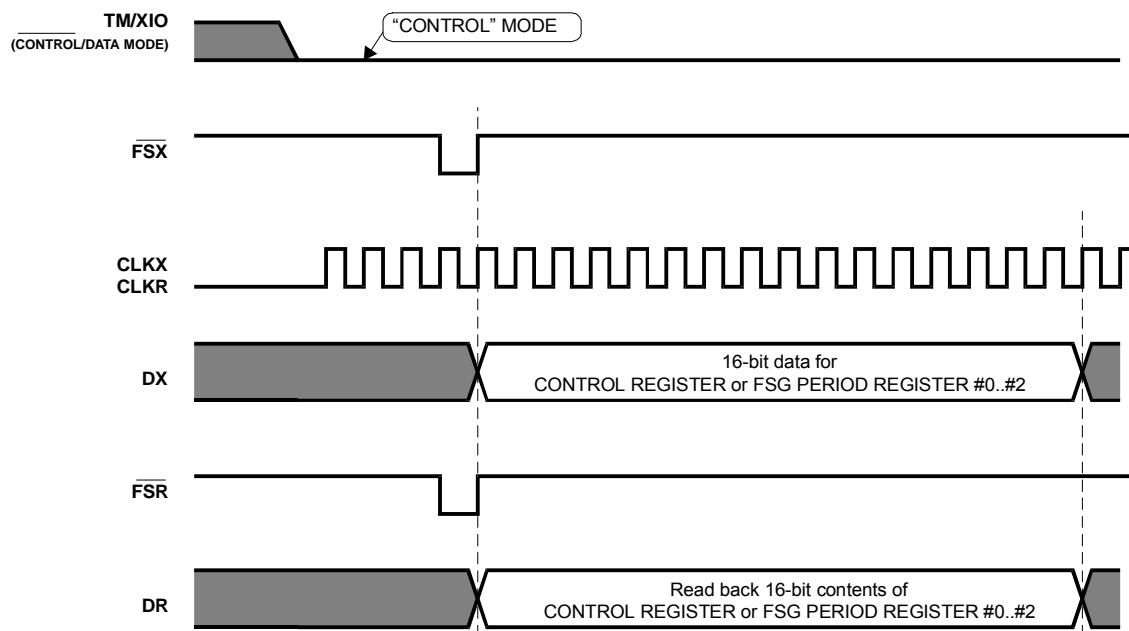 TM/XIO
(CONTROL/DATA MODE)
“CONTROL” MODE
FSX
CLKX
CLKR
DX
16-bit data for
CONTROL REGISTER or FSG PERIOD REGISTER #0..#2
FSR
DR
Read back 16-bit contents of
CONTROL REGISTER or FSG PERIOD REGISTER #0..#2